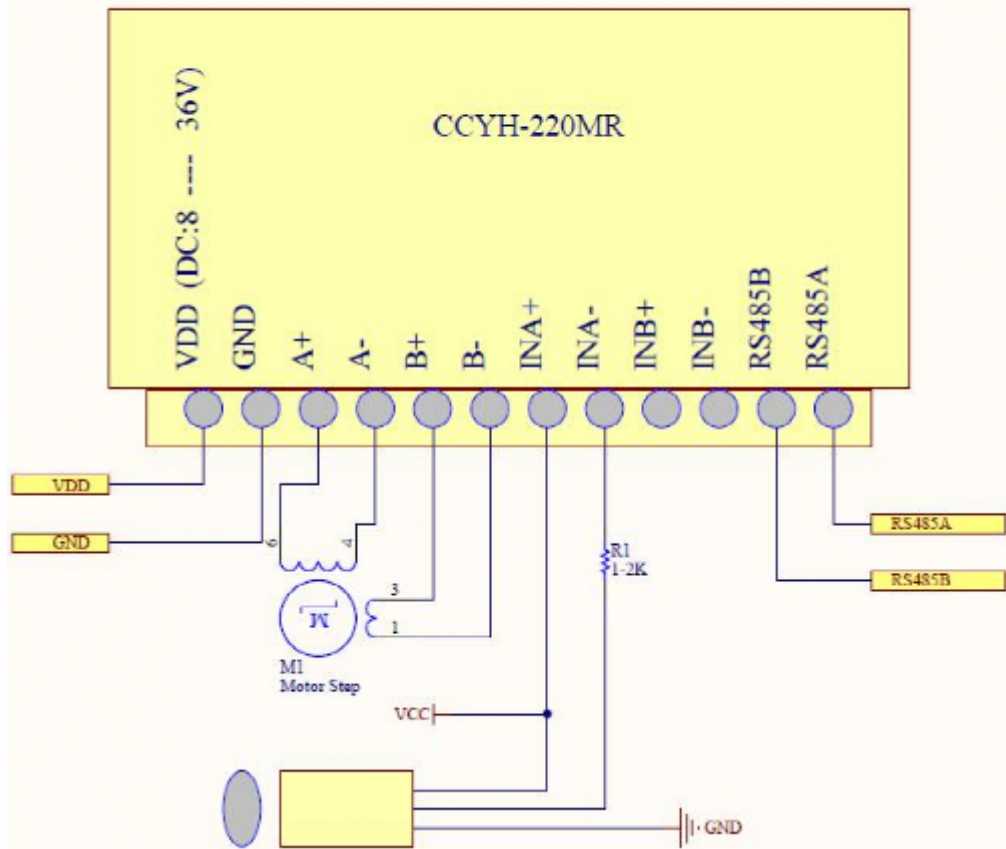 CCYH-220MR
VDD (DC:8 ---- 36V)
GND
A+
A-
B+
B-
INA+
INA-
INB+
INB-
RS485B
RS485A
VDD
GND
6
4
3
1
M
M1
Motor Step
R1
1-2K
RS485A
RS485B
VCC
GND